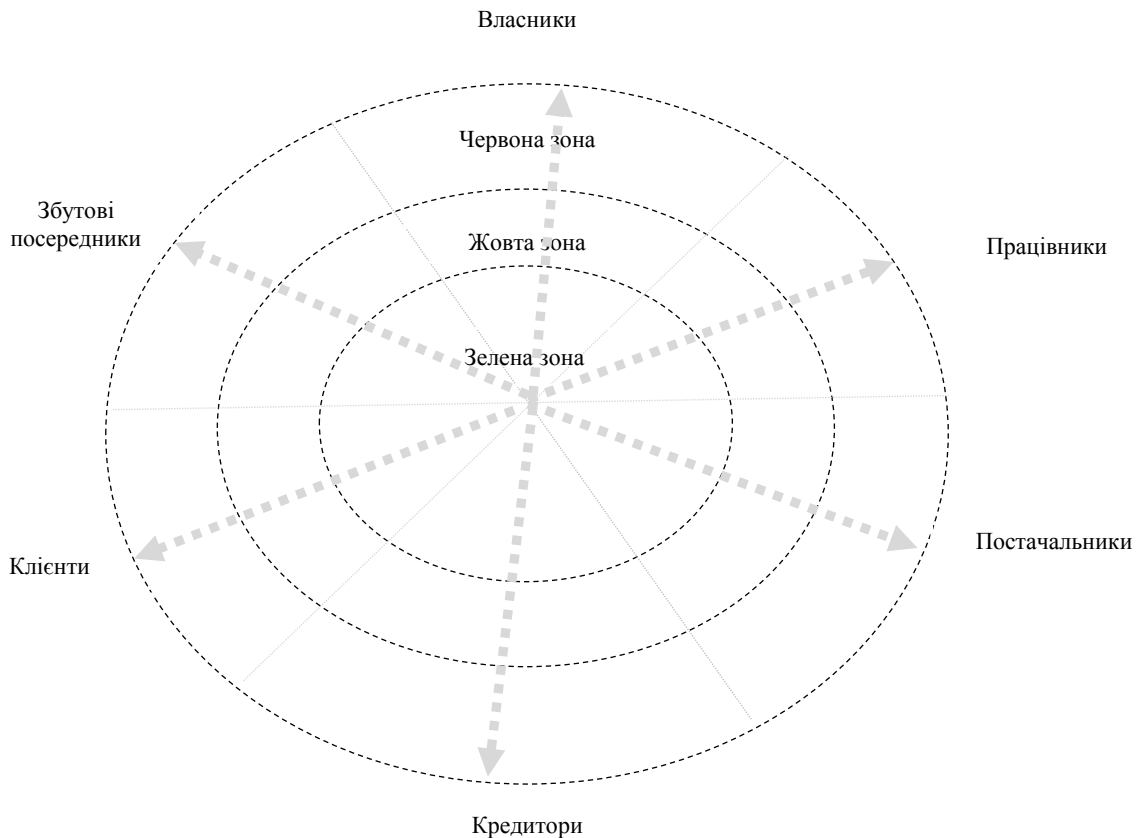 Власники
Червона зона
Збутові
посередники
Жовта зона
Працівники
Зелена зона
Постачальники
Клієнти
Кредитори